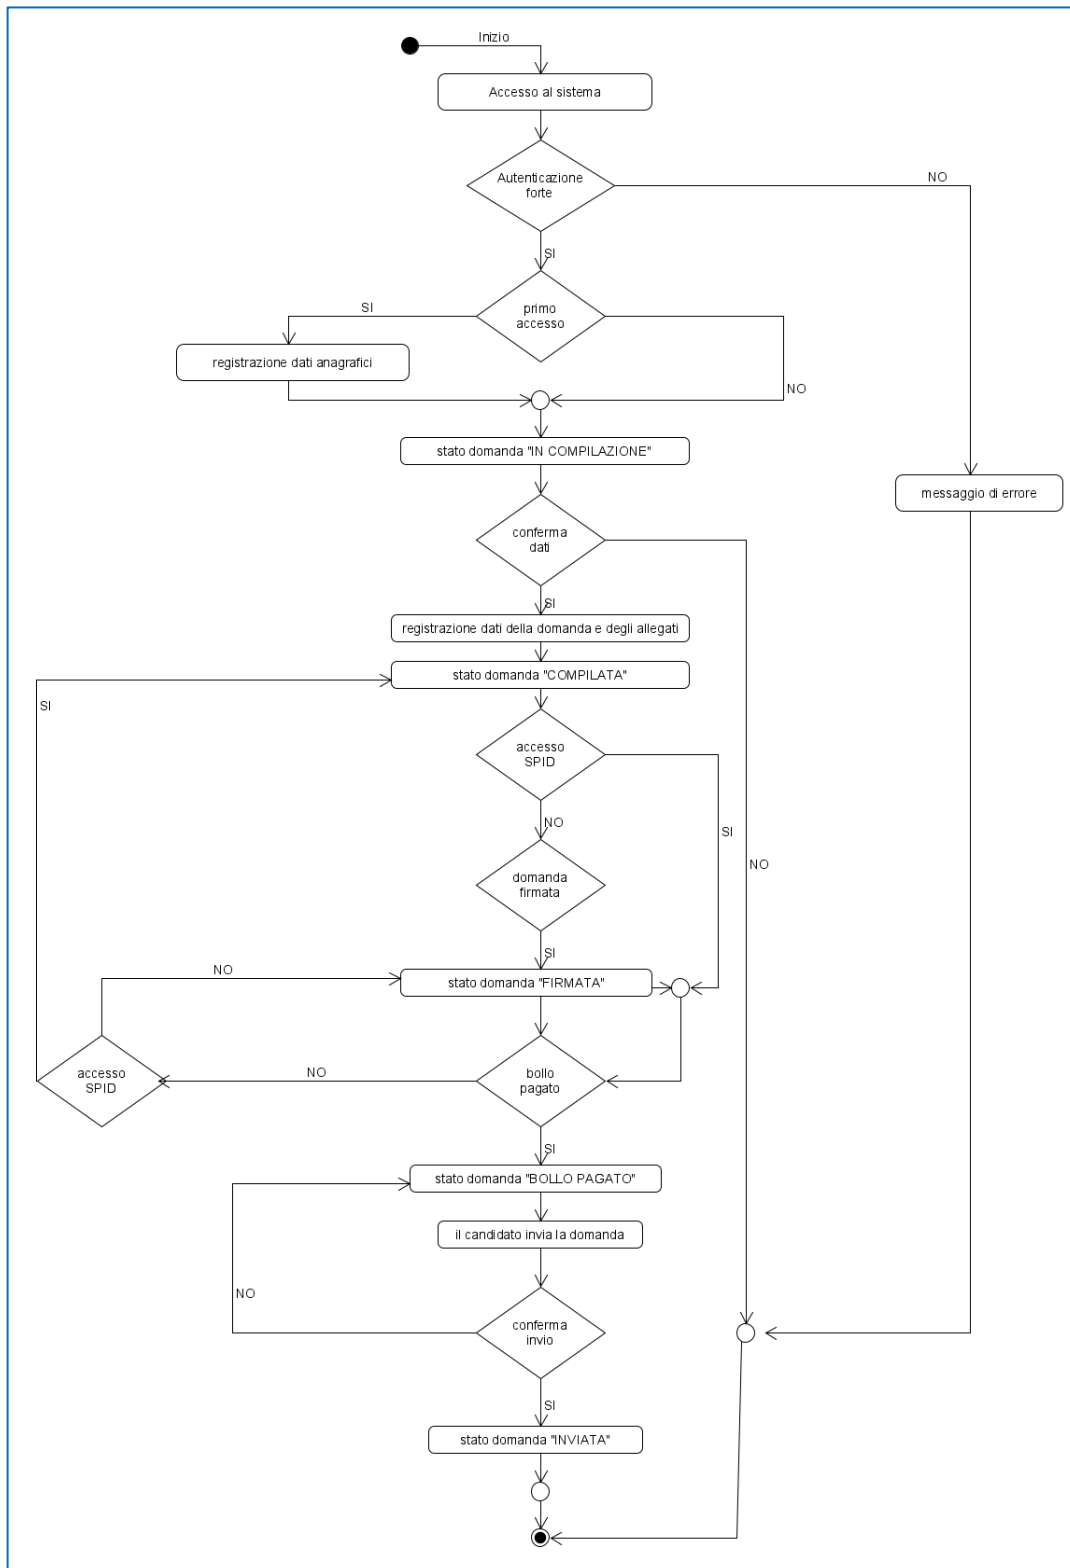 Inizio
Accesso al sistema
Autenticazione
forte
NO
SI
primo
accesso
SI
NO
registrazione dati anagrafici
stato domanda "IN COMPILAZIONE"
messaggio di errore
conferma
dati
SI
NO
registrazione dati della domanda e degli allegati
stato domanda "COMPILATA"
SI
accesso
SPID
SI
NO
domanda
firmata
SI
NO
stato domanda "FIRMATA"
accesso
SPID
NO
bollo
pagato
SI
stato domanda "BOLLO PAGATO"
il candidato invia la domanda
NO
conferma
invio
SI
stato domanda "INVIATA"